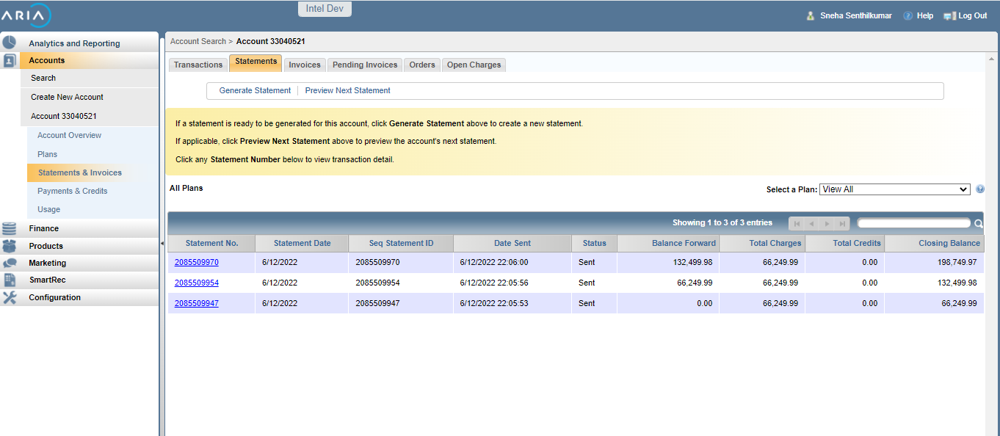 ARIA
Intel Dev
Sneha Senthilkumar Help Log Out
Analytics and Reporting
Accounts
Search
Create New Account
Account 33040521
Account Overview
Plans
Statements & Invoices
Payments & Credits
Usage
Finance
Products
Marketing
SmartRec
Configuration
Account Search > Account 33040521
Transactions Statements Invoices Pending Invoices Orders Open Charges
Generate Statement Preview Next Statement
If a statement is ready to be generated for this account, click Generate Statement above to create a new statement.
If applicable, click Preview Next Statement above to preview the account's next statement.
Click any Statement Number below to view transaction detail.
All Plans
Select a Plan: View All
Showing 1 to 3 of 3 entries
Statement No. Statement Date Seq Statement ID Date Sent Status Balance Forward Total Charges Total Credits Closing Balance
2085509970 6/12/2022 2085509970 6/12/2022 22:06:00 Sent 132,499.98 66,249.99 0.00 198,749.97
2085509954 6/12/2022 2085509954 6/12/2022 22:05:56 Sent 66,249.99 66,249.99 0.00 132,499.98
2085509947 6/12/2022 2085509947 6/12/2022 22:05:53 Sent 0.00 66,249.99 0.00 66,249.99